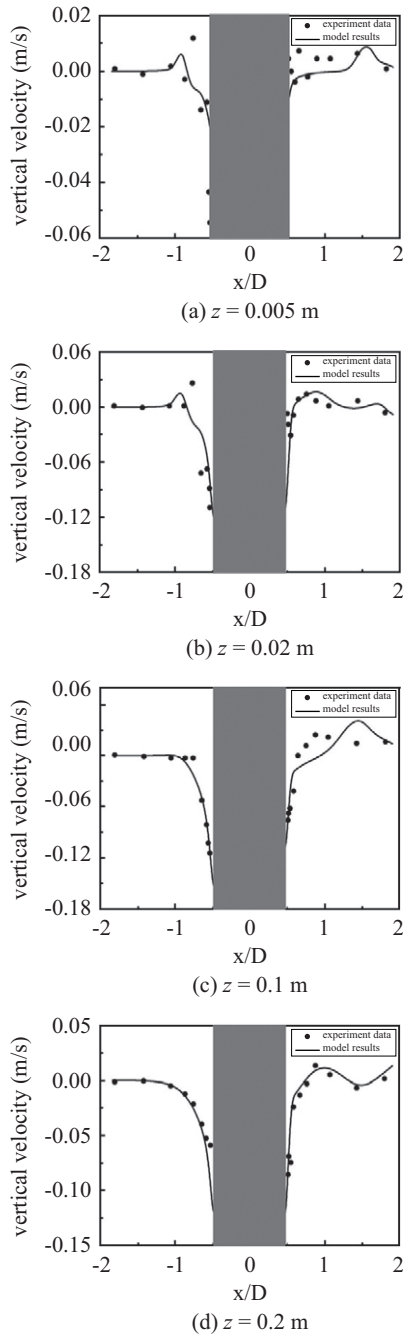 0.02
0.00
-0.02
-0.04
-0.06
vertical velocity (m/s)
experiment data
model results
-2 -1 0 1 2
x/D
(a) z = 0.005 m
0.06
0.00
-0.06
-0.12
-0.18
vertical velocity (m/s)
experiment data
model results
-2 -1 0 1 2
x/D
(b) z = 0.02 m
0.06
0.00
-0.06
-0.12
-0.18
vertical velocity (m/s)
experiment data
model results
-2 -1 0 1 2
x/D
(c) z = 0.1 m
0.05
0.00
-0.05
-0.10
-0.15
vertical velocity (m/s)
experiment data
model results
-2 -1 0 1 2
x/D
(d) z = 0.2 m